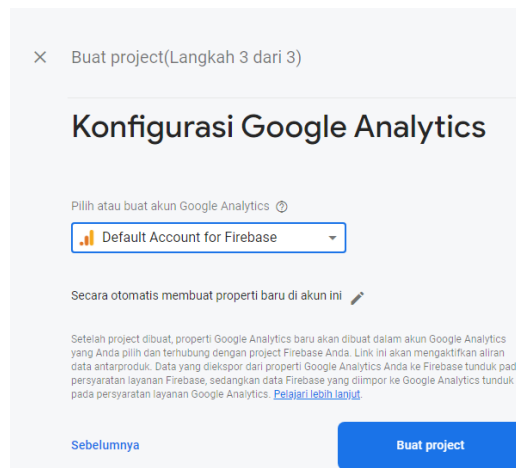 Buat project(Langkah 3 dari 3)
Konfigurasi Google Analytics
Pilih atau buat akun Google Analytics
Default Account for Firebase
Secara otomatis membuat properti baru di akun ini
Setelah project dibuat, properti Google Analytics baru akan dibuat dalam akun Google Analytics
yang Anda pilih dan terhubung dengan project Firebase Anda. Link ini akan mengaktifkan aliran
data antarproduk. Data yang diekspor dari properti Google Analytics Anda ke Firebase tunduk pad
persyaratan layanan Firebase, sedangkan data Firebase yang diimpor ke Google Analytics tunduk
pada persyaratan layanan Google Analytics. Pelajari lebih lanjut.
Sebelumnya
Buat project